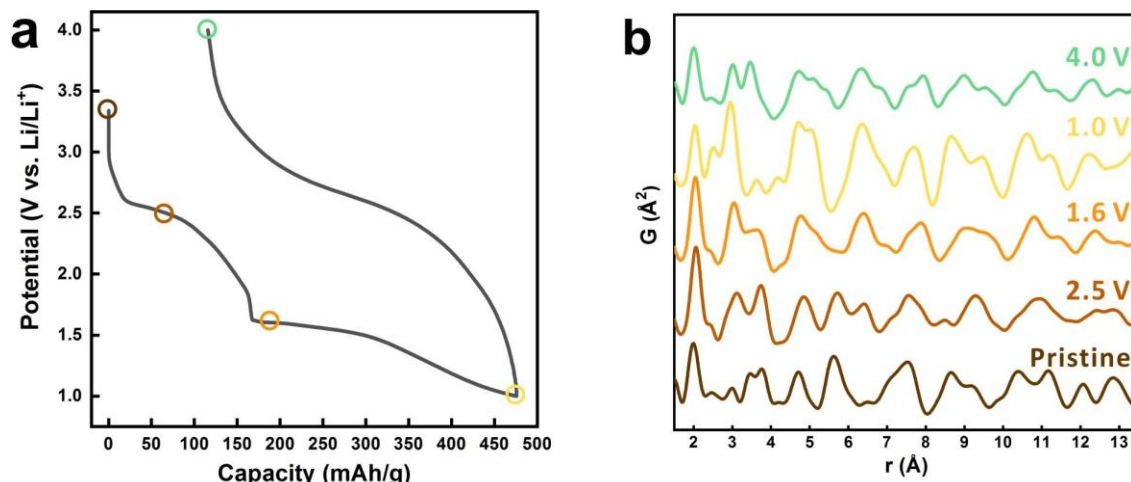 a
Potential (V vs. Li/Li⁺)
4.0
3.5
3.0
2.5
2.0
1.5
1.0
0 50 100 150 200 250 300 350 400 450 500
Capacity (mAh/g)
b
G (Å²)
4.0 V
1.0 V
1.6 V
2.5 V
Pristine
2 3 4 5 6 7 8 9 10 11 12 13
r (Å)